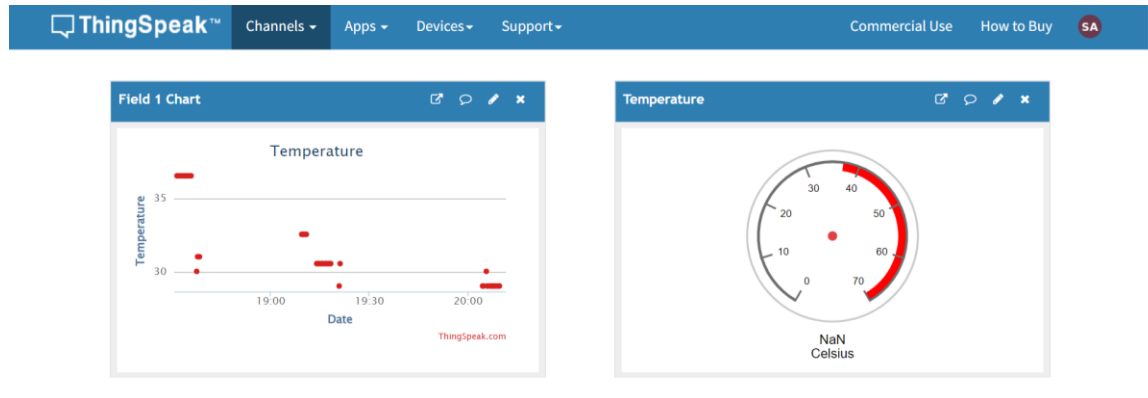 ThingSpeak™ Channels Apps Devices Support Commercial Use How to Buy SA
Field 1 Chart
Temperature
Temperature
35
30
19:00 19:30 20:00
Date
ThingSpeak.com
Temperature
30 40
20 50
10 60
0 70
NaN
Celsius